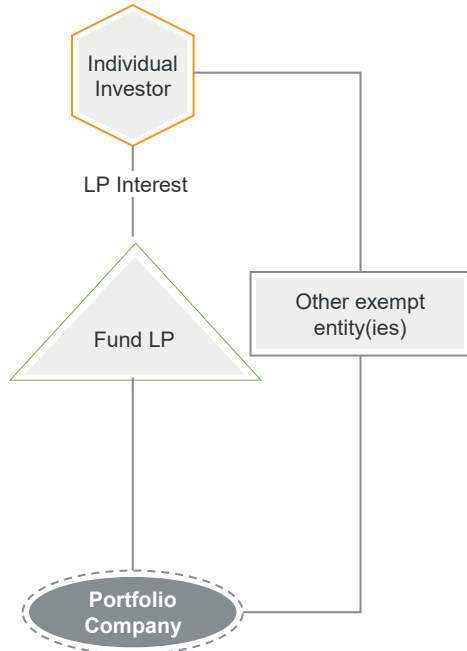 Individual
Investor
LP Interest
Other exempt
entity(ies)
Fund LP
Portfolio
Company